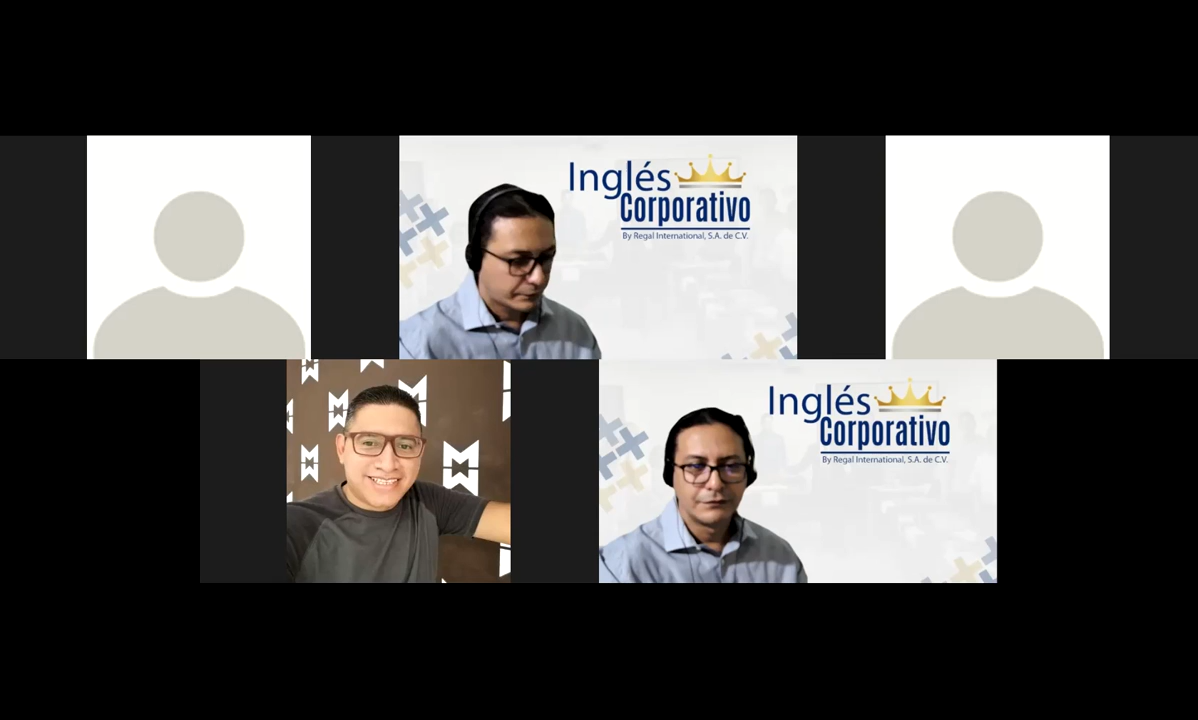 Inglés
Corporativo
By Regal International, S.A. de C.V.
Inglés
Corporativo
By Regal International, S.A. de C.V.